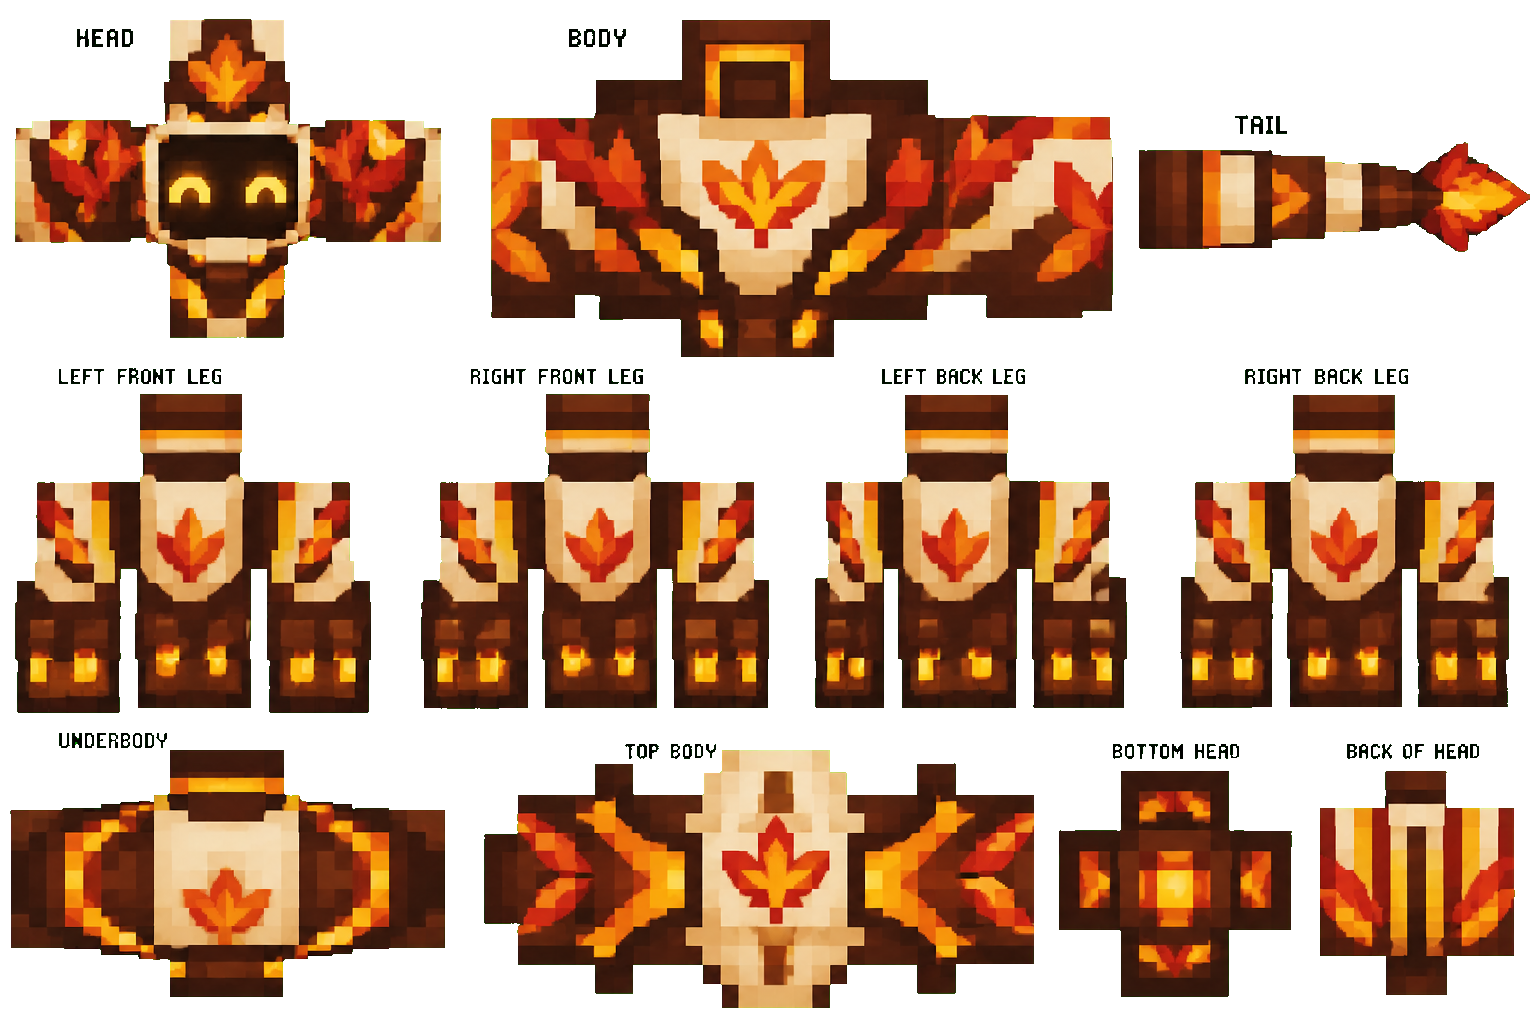 HEAD
BODY
TAIL
LEFT FRONT LEG
RIGHT FRONT LEG
LEFT BACK LEG
RIGHT BACK LEG
UNDERBODY
TOP BODY
BOTTOM HEAD
BACK OF HEAD